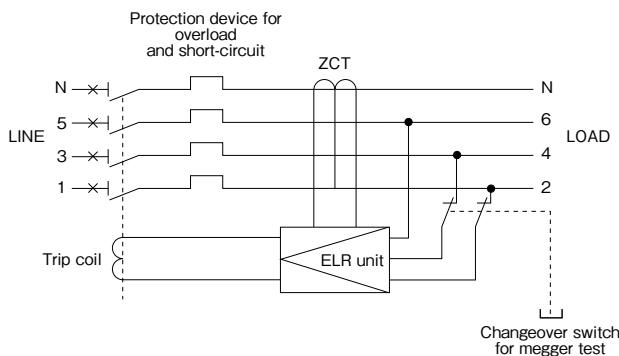 Protection device for
overload
and short-circuit
ZCT
N N
5 6
LINE LOAD
3 4
1 2
Trip coil
ELR unit
Changeover switch
for megger test